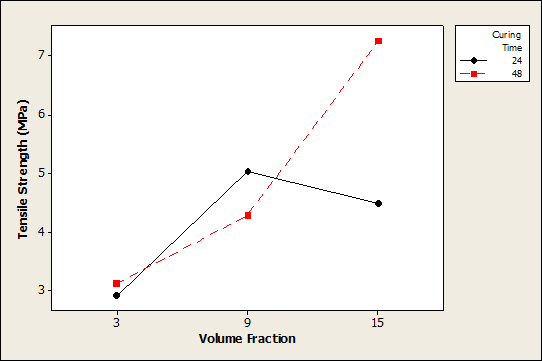 Curing
Time
24
48
7
6
5
4
3
Tensile Strength (MPa)
3 9 15
Volume Fraction